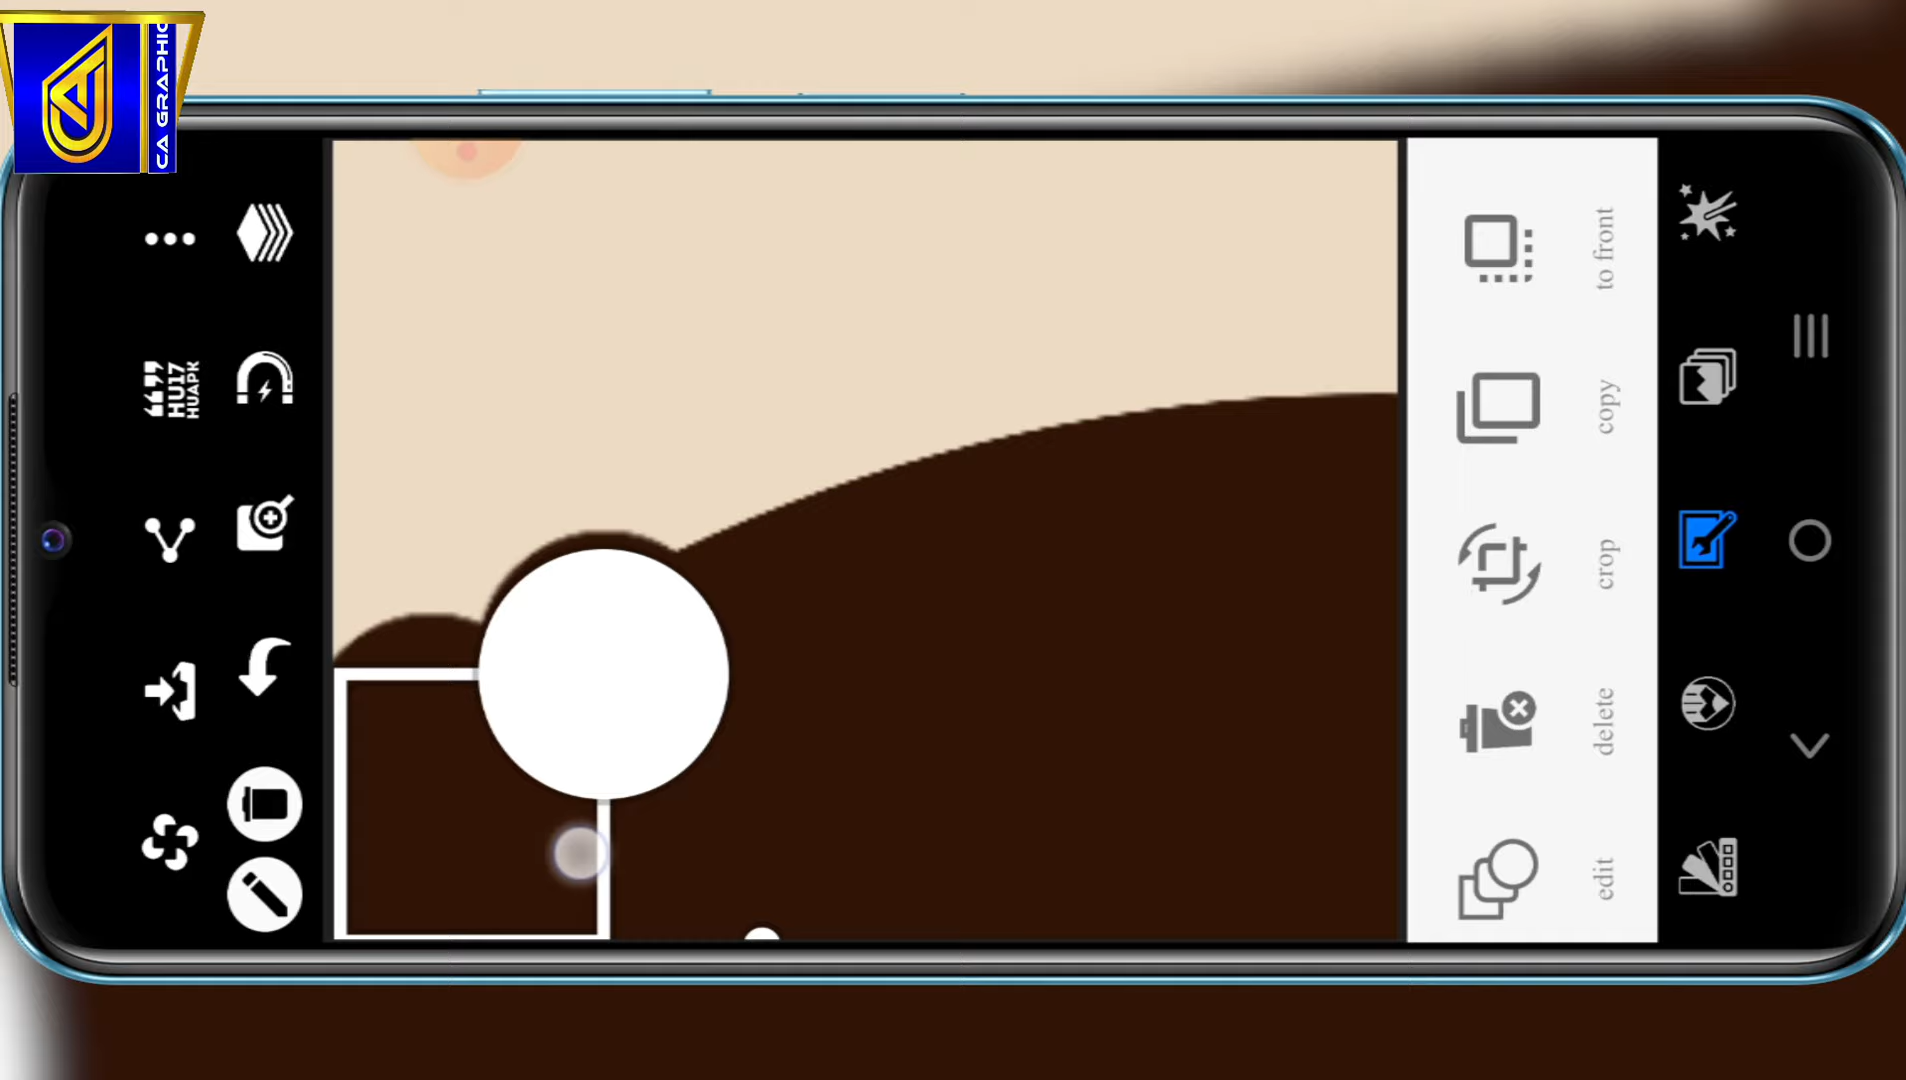 CA GRAPHIC
HU17
HUAPK
to front
copy
crop
delete
edit